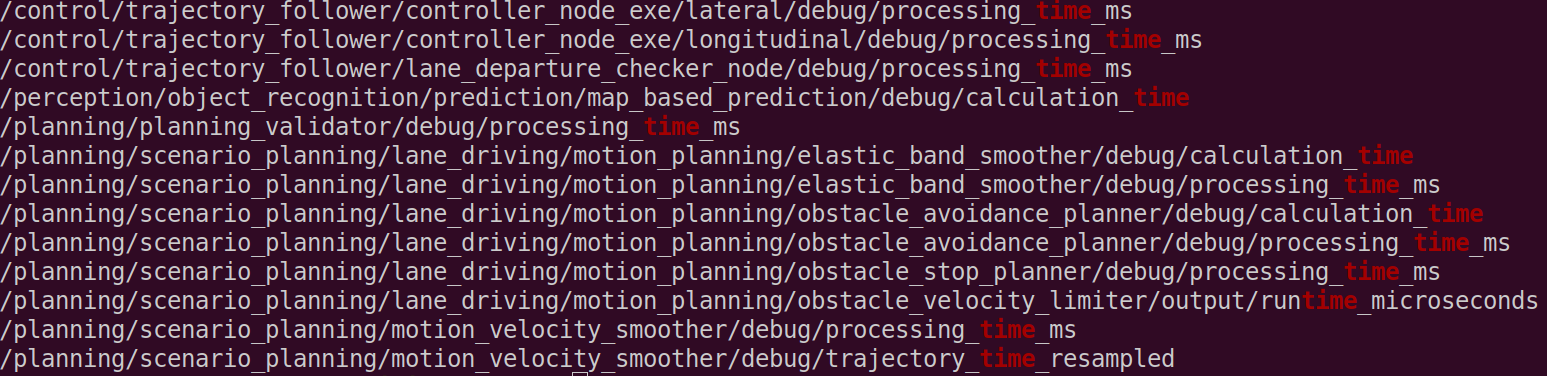 /control/trajectory_follower/controller_node_exe/lateral/debug/processing_time_ms
/control/trajectory_follower/controller_node_exe/longitudinal/debug/processing_time_ms
/control/trajectory_follower/lane_departure_checker_node/debug/processing_time_ms
/perception/object_recognition/prediction/map_based_prediction/debug/calculation_time
/planning/planning_validator/debug/processing_time_ms
/planning/scenario_planning/lane_driving/motion_planning/elastic_band_smoother/debug/calculation_time
/planning/scenario_planning/lane_driving/motion_planning/elastic_band_smoother/debug/processing_time_ms
/planning/scenario_planning/lane_driving/motion_planning/obstacle_avoidance_planner/debug/calculation_time
/planning/scenario_planning/lane_driving/motion_planning/obstacle_avoidance_planner/debug/processing_time_ms
/planning/scenario_planning/lane_driving/motion_planning/obstacle_stop_planner/debug/processing_time_ms
/planning/scenario_planning/lane_driving/motion_planning/obstacle_velocity_limiter/output/runtime_microseconds
/planning/scenario_planning/motion_velocity_smoother/debug/processing_time_ms
/planning/scenario_planning/motion_velocity_smoother/debug/trajectory_time_resampled